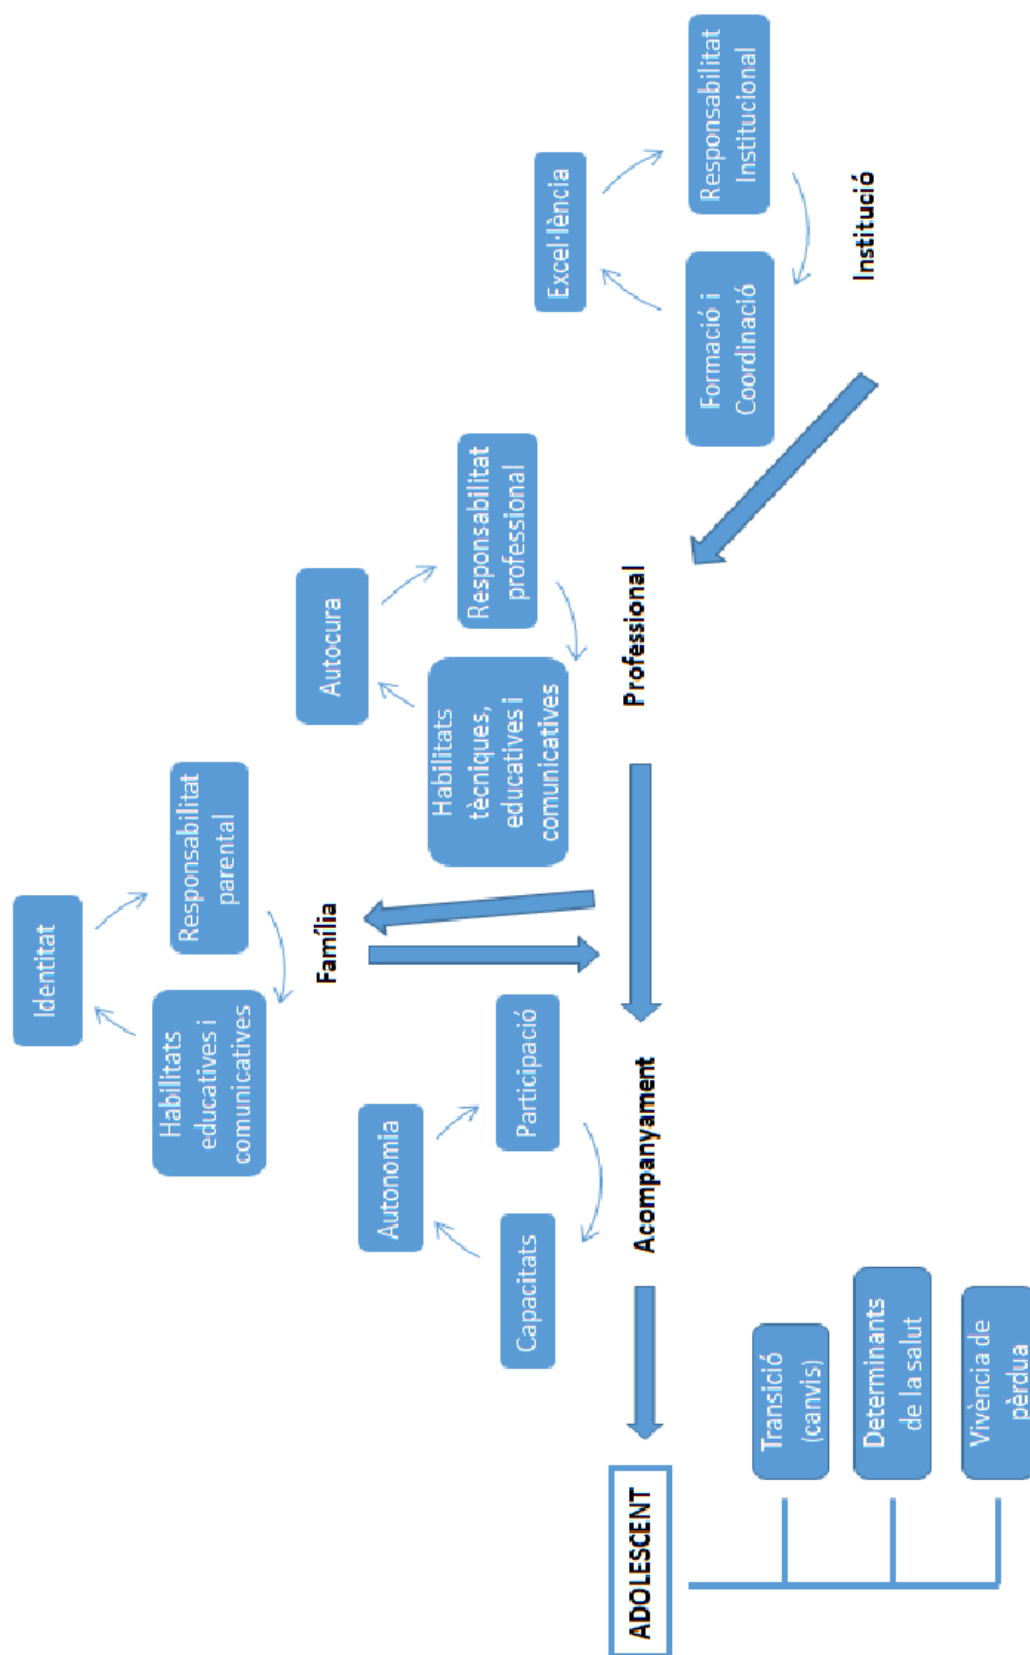 Identitat
Habilitats
educatives i
comunicatives
Responsabilitat
parental
Família
Autocura
Habilitats
tècniques,
educatives i
comunicatives
Responsabilitat
professional
Professional
Excel·lència
Formació i
Coordinació
Responsabilitat
Institucional
Institució
Autonomia
Capacitats
Participació
Acompanyament
ADOLESCENT
Transició
(canvis)
Determinants
de la salut
Vivència de
pèrdua